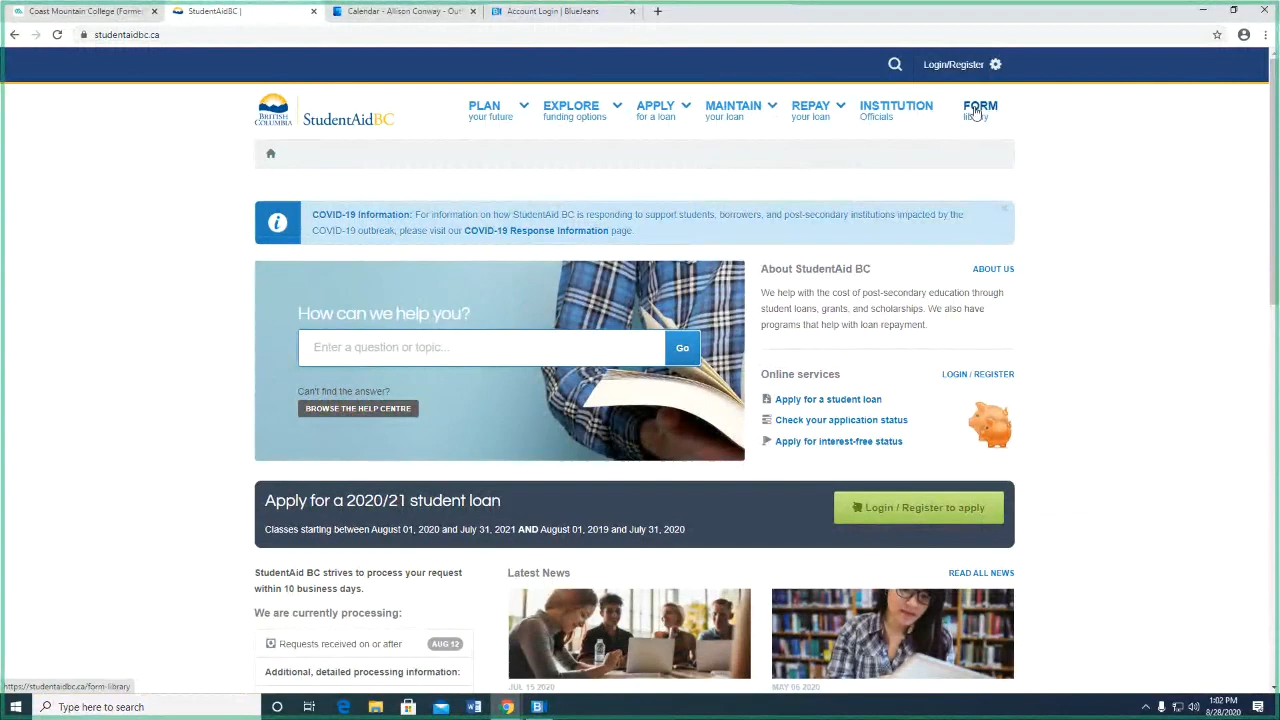 Coast Mountain College (Former
StudentAidBC |
Calendar - Allison Conway - Out
Account Login | BlueJeans
studentaidbc.ca
Login/Register
BRITISH
COLUMBIA
StudentAidBC
PLAN
your future
EXPLORE
funding options
APPLY
for a loan
MAINTAIN
your loan
REPAY
your loan
INSTITUTION
Officials
FORM
library
COVID-19 Information: For information on how StudentAid BC is responding to support students, borrowers, and post-secondary institutions impacted by the
COVID-19 outbreak, please visit our COVID-19 Response Information page.
How can we help you?
Enter a question or topic...
Go
Can't find the answer?
BROWSE THE HELP CENTRE
About StudentAid BC
ABOUT US
We help with the cost of post-secondary education through
student loans, grants, and scholarships. We also have
programs that help with loan repayment.
Online services
LOGIN / REGISTER
Apply for a student loan
Check your application status
Apply for interest-free status
Apply for a 2020/21 student loan
Login / Register to apply
Classes starting between August 01, 2020 and July 31, 2021 AND August 01, 2019 and July 31, 2020
StudentAid BC strives to process your request
within 10 business days.
We are currently processing:
Requests received on or after
AUG 12
Additional, detailed processing information:
Latest News
READ ALL NEWS
JUL 15 2020
MAY 06 2020
https://studentaidbc.ca/form-library
Type here to search
1:02 PM
8/28/2020